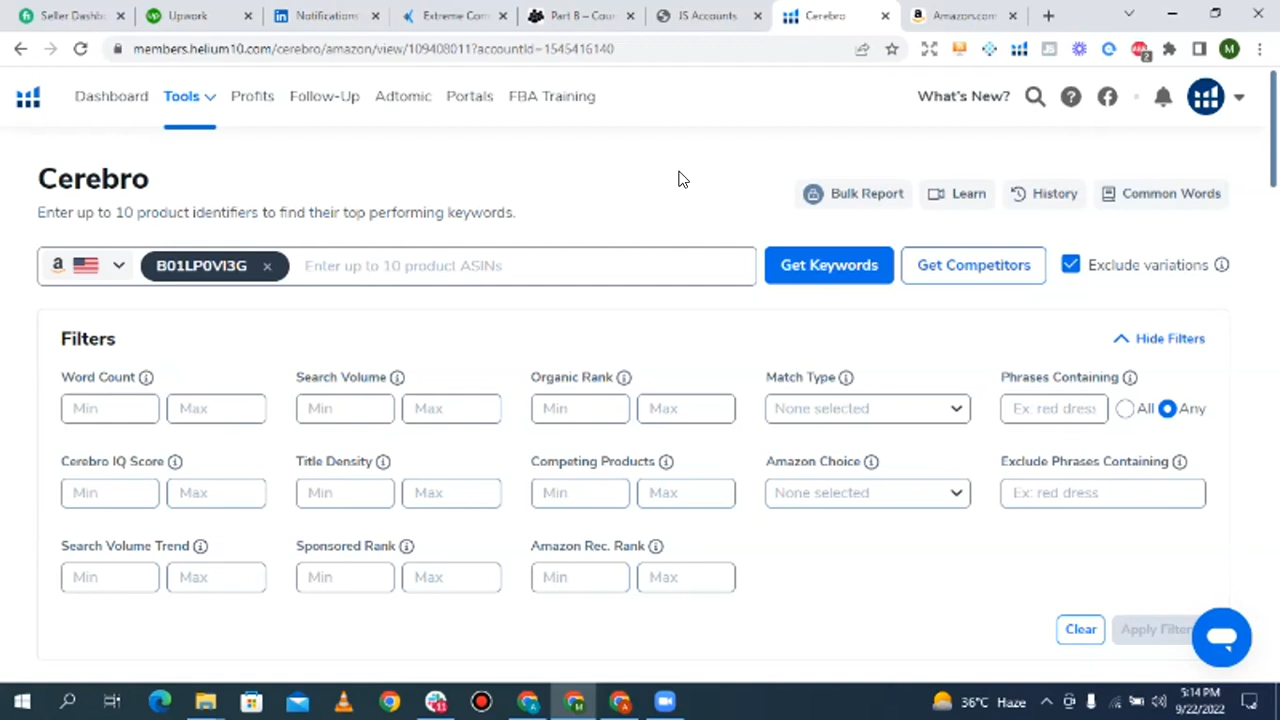 Seller Dashb
Upwork
Notifications
Extreme Com
Part B – Cour
JS Accounts
Cerebro
Amazon.com
members.helium10.com/cerebro/amazon/view/109408011?accountId=1545416140
2
M
Dashboard Tools Profits Follow-Up Adtomic Portals FBA Training
What's New?
Cerebro
Enter up to 10 product identifiers to find their top performing keywords.
Bulk Report
Learn
History
Common Words
B01LP0VI3G
Enter up to 10 product ASINs
Get Keywords
Get Competitors
Exclude variations
Filters
Hide Filters
Word Count
Search Volume
Organic Rank
Match Type
Phrases Containing
Min Max
Min Max
Min Max
None selected
Ex: red dress
All Any
Cerebro IQ Score
Title Density
Competing Products
Amazon Choice
Exclude Phrases Containing
Min Max
Min Max
Min Max
None selected
Ex: red dress
Search Volume Trend
Sponsored Rank
Amazon Rec. Rank
Min Max
Min Max
Min Max
Clear
Apply Filter
36°C Haze
5:14 PM
9/22/2022